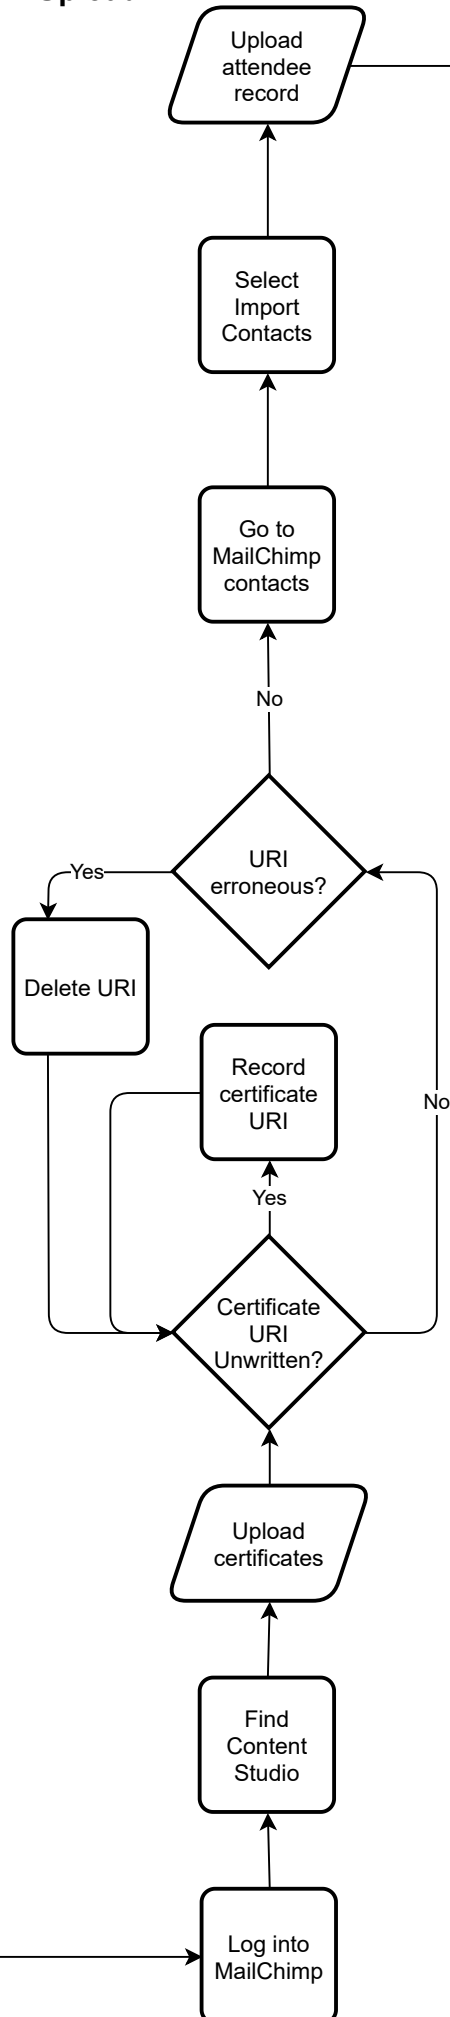 Upload
attendee
record
Select
Import
Contacts
Go to
MailChimp
contacts
No
URI
erroneous?
Yes
Delete URI
Record
certificate
URI
No
Yes
Certificate
URI
Unwritten?
Upload
certificates
Find
Content
Studio
Log into
MailChimp